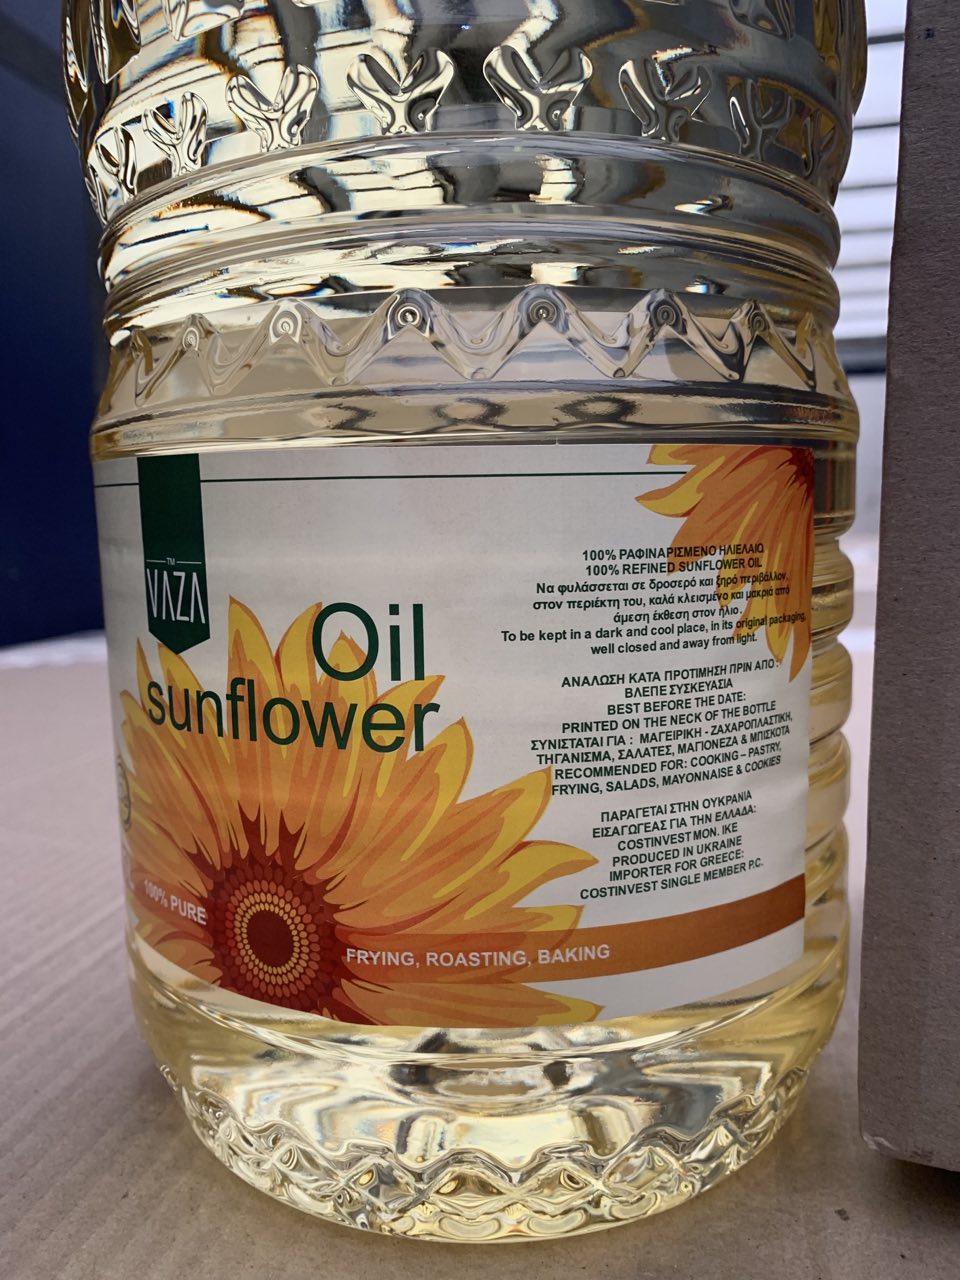 TM
VAZA
Oil
sunflower
100% ΡΑΦΙΝΑΡΙΣΜΕΝΟ ΗΛΙΕΛΑΙΟ
100% REFINED SUNFLOWER OIL
Να φυλάσσεται σε δροσερό και ξηρό περιβάλλον,
στον περιέκτη του, καλά κλεισμένο και μακριά από
άμεση έκθεση στον ήλιο.
To be kept in a dark and cool place, in its original packaging,
well closed and away from light.
ΑΝΑΛΩΣΗ ΚΑΤΑ ΠΡΟΤΙΜΗΣΗ ΠΡΙΝ ΑΠΟ :
ΒΛΕΠΕ ΣΥΣΚΕΥΑΣΙΑ
BEST BEFORE THE DATE:
PRINTED ON THE NECK OF THE BOTTLE
ΣΥΝΙΣΤΑΤΑΙ ΓΙΑ : ΜΑΓΕΙΡΙΚΗ - ΖΑΧΑΡΟΠΛΑΣΤΙΚΗ,
ΤΗΓΑΝΙΣΜΑ, ΣΑΛΑΤΕΣ, ΜΑΓΙΟΝΕΖΑ & ΜΠΙΣΚΟΤΑ
RECOMMENDED FOR: COOKING – PASTRY,
FRYING, SALADS, MAYONNAISE & COOKIES
ΠΑΡΑΓΕΤΑΙ ΣΤΗΝ ΟΥΚΡΑΝΙΑ
ΕΙΣΑΓΩΓΕΑΣ ΓΙΑ ΤΗΝ ΕΛΛΑΔΑ:
COSTINVEST ΜΟΝ. ΙΚΕ
PRODUCED IN UKRAINE
IMPORTER FOR GREECE:
COSTINVEST SINGLE MEMBER P.C.
100% PURE
FRYING, ROASTING, BAKING